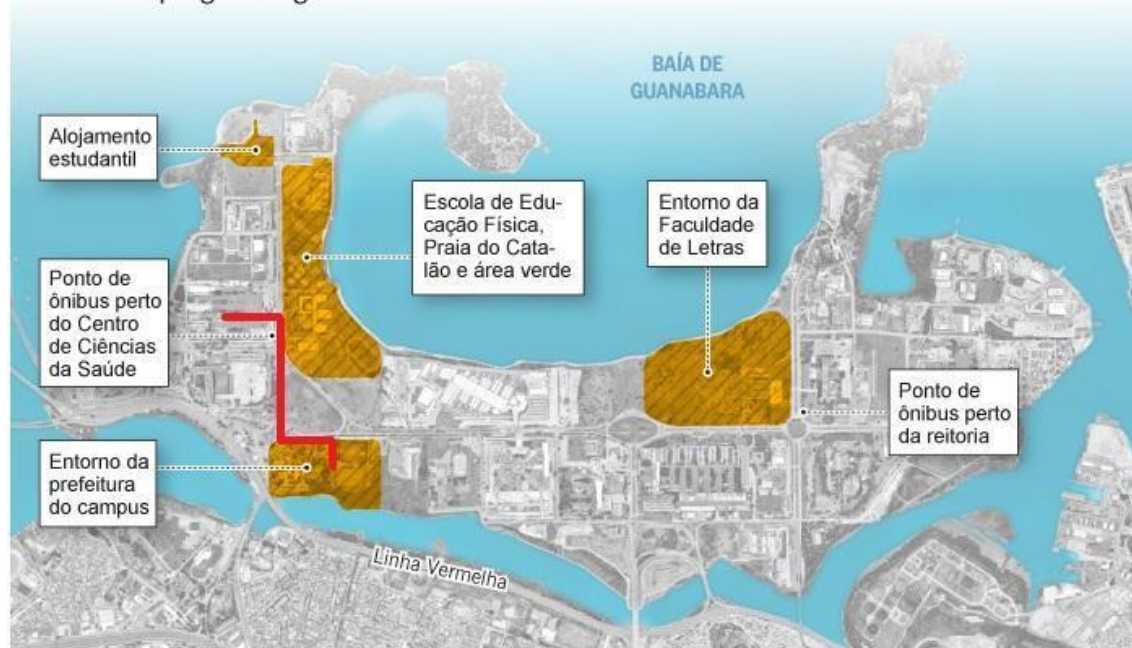 BAÍA DE
GUANABARA
Alojamento
estudantil
Escola de Edu-
cação Física,
Praia do Cata-
lão e área verde
Entorno da
Faculdade
de Letras
Ponto de
ônibus perto
do Centro
de Ciências
da Saúde
Ponto de
ônibus perto
da reitoria
Entorno da
prefeitura
do campus
Linha Vermelha